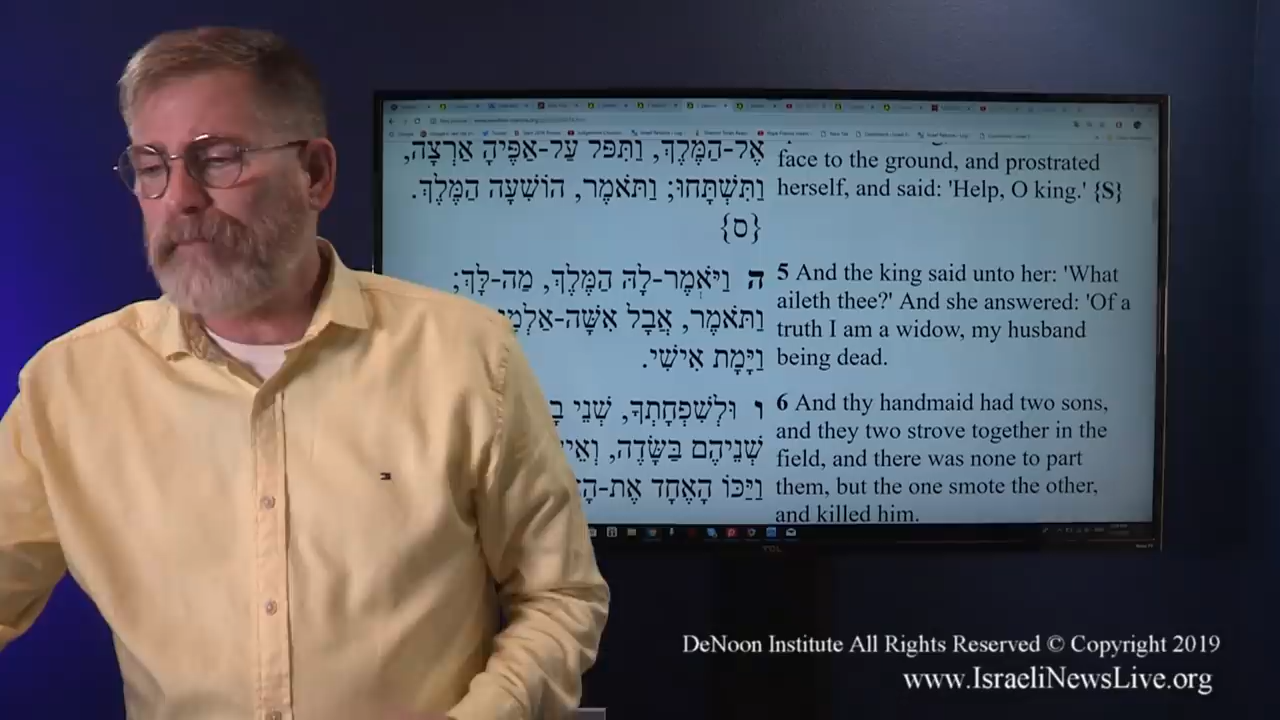 אֶל-הַמֶּלֶךְ, וַתִּפֹּל עַל-אַפֶּיהָ אַרְצָה,
וַתִּשְׁתָּחוּ; וַתֹּאמֶר, הוֹשִׁעָה הַמֶּלֶךְ.
{ס}
face to the ground, and prostrated
herself, and said: 'Help, O king.' {S}
ה וַיֹּאמֶר-לָהּ הַמֶּלֶךְ, מַה-לָּךְ;
וַתֹּאמֶר, אֲבָל אִשָּׁה-אַלְמ
וַיָּמָת אִישִׁי.
5 And the king said unto her: 'What
aileth thee?' And she answered: 'Of a
truth I am a widow, my husband
being dead.
ו וּלְשִׁפְחָתְךָ, שְׁנֵי
שְׁנֵיהֶם בַּשָּׂדֶה, וְאֵי
וַיַּכּוֹ הָאֶחָד אֶת-הָ
6 And thy handmaid had two sons,
and they two strove together in the
field, and there was none to part
them, but the one smote the other,
and killed him.
TCL
DeNoon Institute All Rights Reserved © Copyright 2019
www.IsraeliNewsLive.org